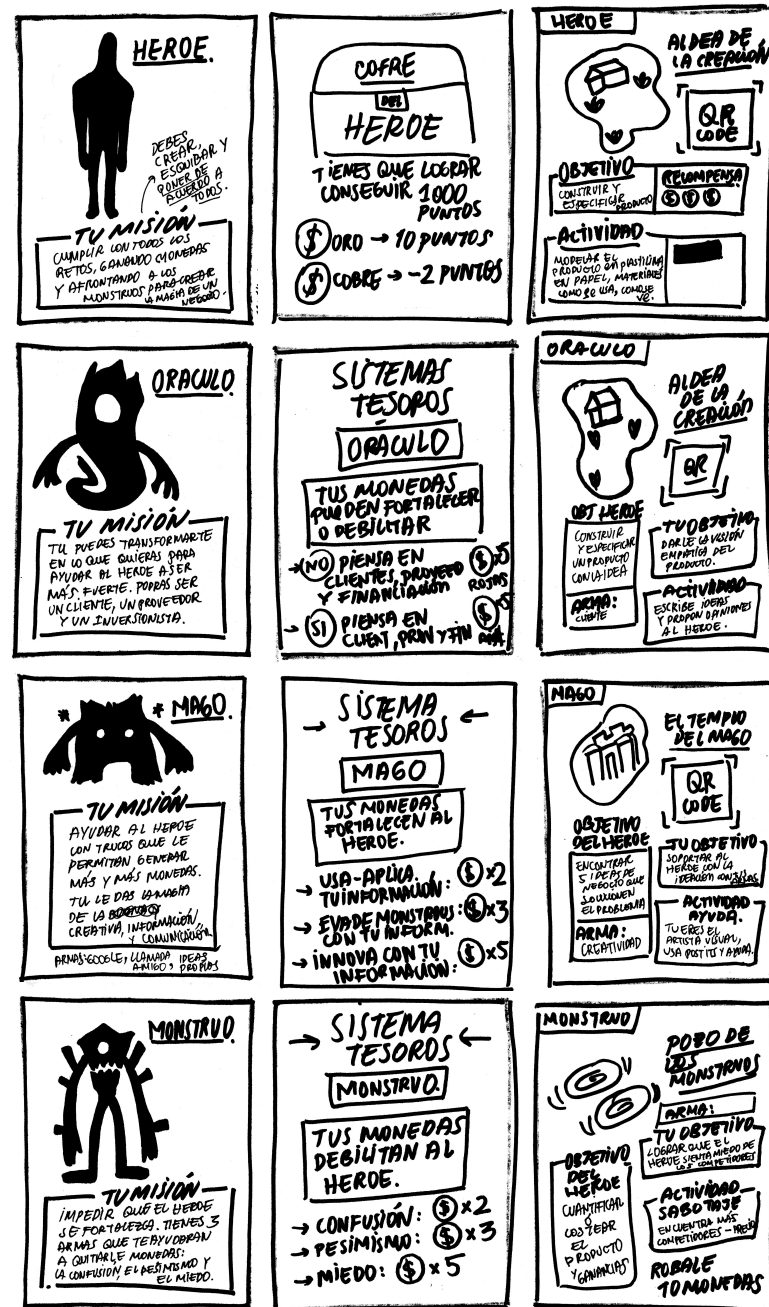 HEROE.
DEBES
CREAR,
ESQUIBAR Y
PONER DE
ACUERDO A
TODOS.
TU MISIÓN
CUMPLIR CON TODOS LOS
RETOS, GANANDO MONEDAS
Y AFRONTANDO A LOS
MONSTRUOS PARA CREAR
LA MAGIA DE UN
NEGOCIO.
COFRE
DEL
HEROE
TIENES QUE LOGRAR
CONSEGUIR 1000
PUNTOS
$ ORO → 10 PUNTOS
$ COBRE → -2 PUNTOS
HEROE
ALDEA DE
LA CREACIÓN
QR
CODE
OBJETIVO
CONSTRUIR Y
ESPECIFICAR
PRODUCTO
RECOMPENSA
$ $ $
ACTIVIDAD
MODELAR EL
PRODUCTO en PLASTILINA
EN PAPEL, MATERIALES
COMO SE USA, COMO SE
VE.
ORACULO.
TU MISIÓN
TU PUEDES TRANSFORMARTE
EN LO QUE QUIERAS PARA
AYUDAR AL HEROE A SER
MÁS FUERTE. PODRAS SER
UN CLIENTE, UN PROVEEDOR
Y UN INVERSIONISTA.
SISTEMAS
TESOROS
ORÁCULO
TUS MONEDAS
PUEDEN FORTALECER
O DEBILITAR
→ NO PIENSA EN $ x5
CLIENTES, PROVEED ROJAS
Y FINANCIACIÓN
→ SI PIENSA EN $ x5
CLIENT, PROV Y FIN
ORACULO
ALDEA
DE LA
CREACIÓN
QR
OBJ HEROE
CONSTRUIR
Y ESPECIFICAR
UN PRODUCTO
CON LA IDEA
ARMA:
CLIENTE
TU OBJETIVO
DARLE LA VISIÓN
EMPATICA DEL
PRODUCTO.
ACTIVIDAD
ESCRIBE IDEAS
Y PROPON OPINIONES
AL HEROE.
* * MAGO.
TU MISIÓN
AYUDAR AL HEROE
CON TRUCOS QUE LE
PERMITAN GENERAR
MÁS Y MÁS MONEDAS.
TU LE DAS LA MAGIA
DE LA
CREATIVA, INFORMACIÓN,
Y COMUNICACIÓN
ARMAS: GOOGLE, LLAMADA AMIGO, IDEAS PROPIAS
→ SISTEMA ←
TESOROS
MAGO
TUS MONEDAS
FORTALECEN AL
HEROE.
→ USA-APLICA.
TU INFORMACIÓN: $ x2
→ EVADE MONSTRUOS: $ x3
CON TU INFORM.
→ INNOVA CON TU $ x5
INFORMACIÓN:
MAGO
EL TEMPLO
DEL MAGO
QR
CODE
OBJETIVO
DEL HEROE
ENCONTRAR
5 IDEAS DE
NEGOCIO QUE
SOLUCIONEN
EL PROBLEMA
ARMA:
CREATIVIDAD
TU OBJETIVO
SOPORTAR AL
HEROE CON LA
IDEACIÓN CON TUS
ARMAS
ACTIVIDAD
AYUDA.
TU ERES EL
ARTISTA VISUAL,
USA POSTITS Y AYUDA.
MONSTRUO.
TU MISIÓN
IMPEDIR QUE EL HEROE
SE FORTALEZCA. TIENES 3
ARMAS QUE TE AYUDARAN
A QUITARLE MONEDAS:
LA CONFUSIÓN, EL PESIMISMO Y
EL MIEDO.
→ SISTEMA ←
TESOROS
MONSTRUO.
TUS MONEDAS
DEBILITAN AL
HEROE.
→ CONFUSIÓN: $ x2
→ PESIMISMO: $ x3
→ MIEDO: $ x5
MONSTRUO
POZO DE
LOS
MONSTRUOS
ARMA:
TU OBJETIVO
LOGRAR QUE EL
HEROE SIENTA MIEDO DE
LOS COMPETIDORES
OBJETIVO
DEL
HEROE
CUANTIFICAR
O
COSTEAR
EL
PRODUCTO
Y GANANCIAS
ACTIVIDAD
SABOTAJE
ENCUENTRA MÁS
COMPETIDORES - PRECIO
ROBALE
10 MONEDAS